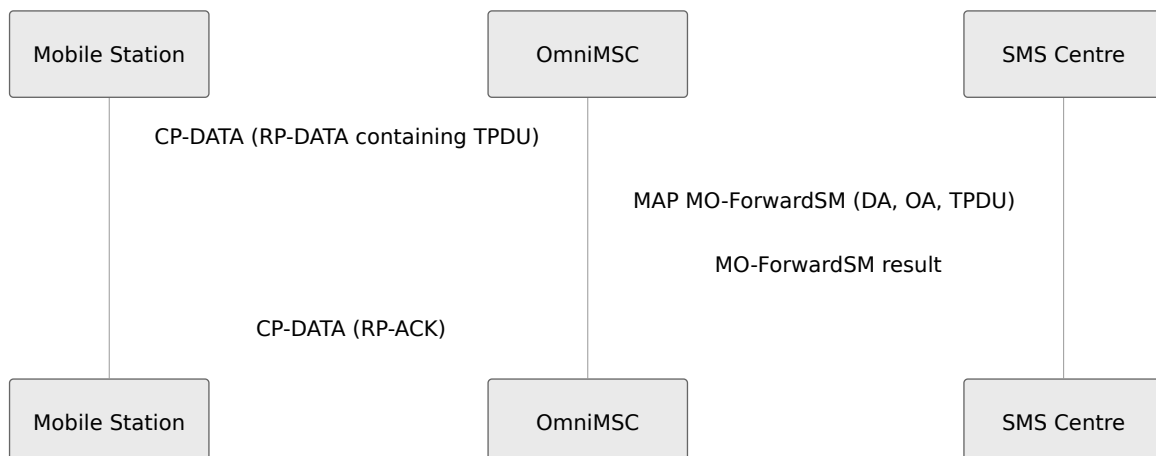 Mobile Station
OmniMSC
SMS Centre
CP-DATA (RP-DATA containing TPDU)
MAP MO-ForwardSM (DA, OA, TPDU)
MO-ForwardSM result
CP-DATA (RP-ACK)
Mobile Station
OmniMSC
SMS Centre